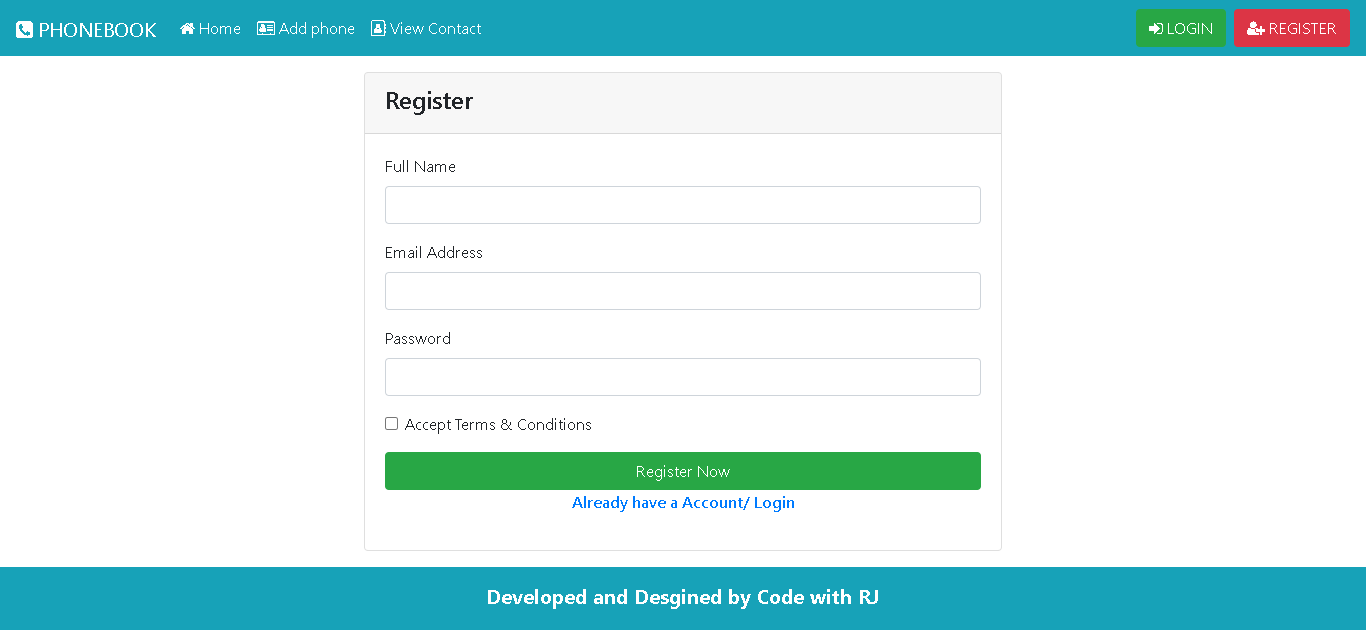 PHONEBOOK Home Add phone View Contact LOGIN REGISTER
Register
Full Name
Email Address
Password
Accept Terms & Conditions
Register Now
Already have a Account/ Login
Developed and Desgined by Code with RJ